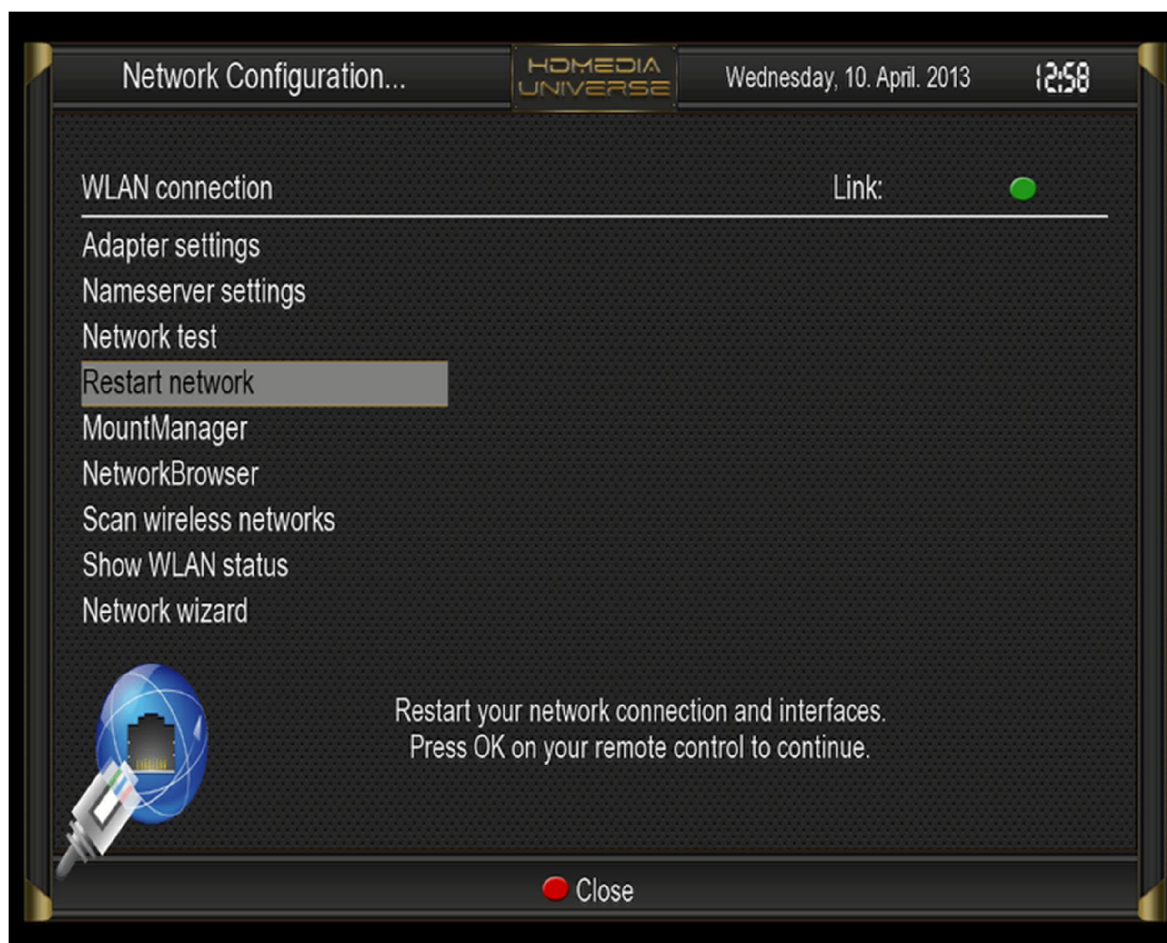 Network Configuration...
HDMEDIA
UNIVERSE
Wednesday, 10. April. 2013
12:58
WLAN connection
Link:
Adapter settings
Nameserver settings
Network test
Restart network
MountManager
NetworkBrowser
Scan wireless networks
Show WLAN status
Network wizard
Restart your network connection and interfaces.
Press OK on your remote control to continue.
Close